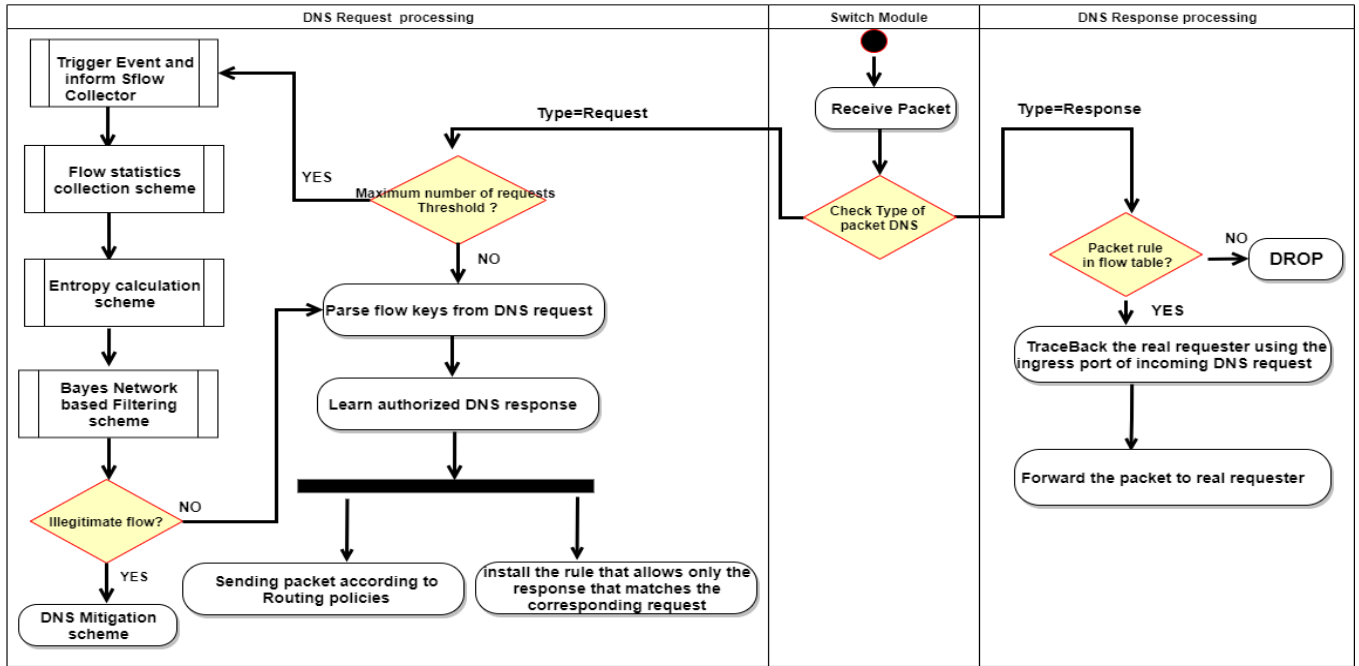 DNS Request processing
Switch Module
DNS Response processing
Trigger Event and
inform Sflow
Collector
Flow statistics
collection scheme
Entropy calculation
scheme
Bayes Network
based Filtering
scheme
Illegitimate flow?
NO
YES
DNS Mitigation
scheme
YES
Type=Request
Maximum number of requests
Threshold ?
NO
Parse flow keys from DNS request
Learn authorized DNS response
Sending packet according to
Routing policies
install the rule that allows only the
response that matches the
corresponding request
Receive Packet
Check Type of
packet DNS
Type=Response
Packet rule
in flow table?
NO
DROP
YES
TraceBack the real requester using the
ingress port of incoming DNS request
Forward the packet to real requester